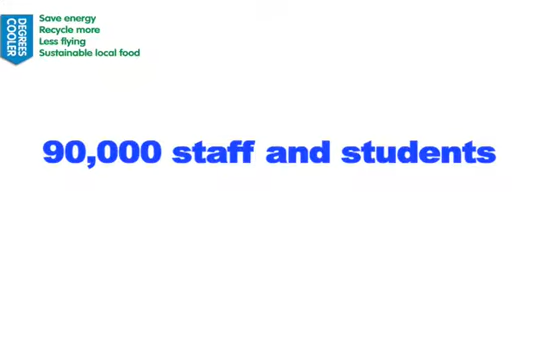 DEGREES
COOLER
Save energy
Recycle more
Less flying
Sustainable local food
90,000 staff and students